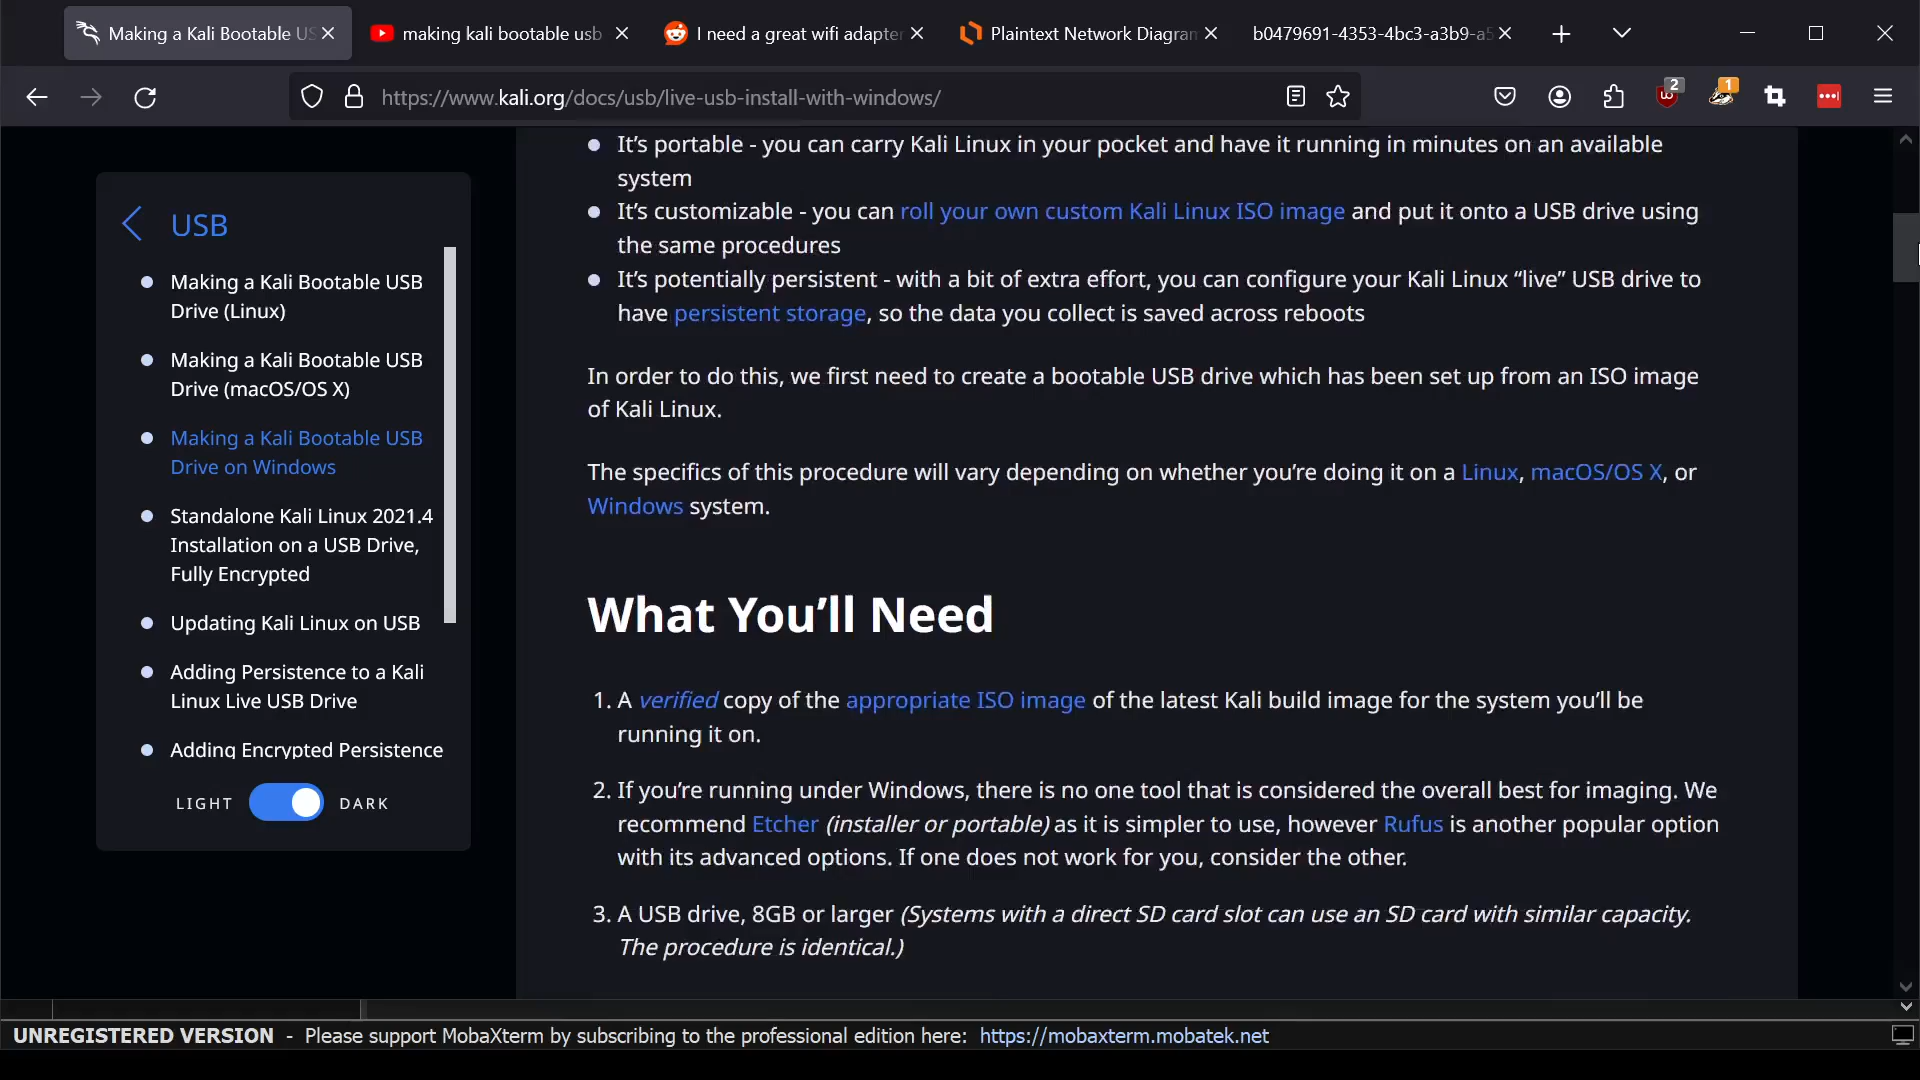 Making a Kali Bootable US
making kali bootable usb
I need a great wifi adapter
Plaintext Network Diagram
b0479691-4353-4bc3-a3b9-a5
https://www.kali.org/docs/usb/live-usb-install-with-windows/
2
1
USB
Making a Kali Bootable USB
Drive (Linux)
Making a Kali Bootable USB
Drive (macOS/OS X)
Making a Kali Bootable USB
Drive on Windows
Standalone Kali Linux 2021.4
Installation on a USB Drive,
Fully Encrypted
Updating Kali Linux on USB
Adding Persistence to a Kali
Linux Live USB Drive
Adding Encrypted Persistence
LIGHT DARK
It’s portable - you can carry Kali Linux in your pocket and have it running in minutes on an available
system
It’s customizable - you can roll your own custom Kali Linux ISO image and put it onto a USB drive using
the same procedures
It’s potentially persistent - with a bit of extra effort, you can configure your Kali Linux “live” USB drive to
have persistent storage, so the data you collect is saved across reboots
In order to do this, we first need to create a bootable USB drive which has been set up from an ISO image
of Kali Linux.
The specifics of this procedure will vary depending on whether you’re doing it on a Linux, macOS/OS X, or
Windows system.
What You’ll Need
1. A verified copy of the appropriate ISO image of the latest Kali build image for the system you’ll be
running it on.
2. If you’re running under Windows, there is no one tool that is considered the overall best for imaging. We
recommend Etcher (installer or portable) as it is simpler to use, however Rufus is another popular option
with its advanced options. If one does not work for you, consider the other.
3. A USB drive, 8GB or larger (Systems with a direct SD card slot can use an SD card with similar capacity.
The procedure is identical.)
UNREGISTERED VERSION - Please support MobaXterm by subscribing to the professional edition here: https://mobaxterm.mobatek.net